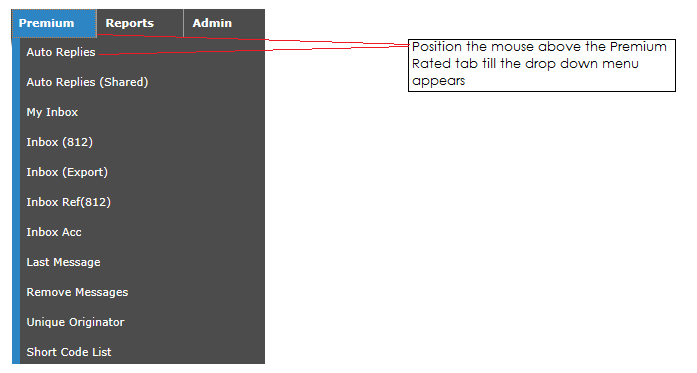 Premium Reports Admin
Position the mouse above the Premium
Rated tab till the drop down menu
appears
Auto Replies
Auto Replies (Shared)
My Inbox
Inbox (812)
Inbox (Export)
Inbox Ref(812)
Inbox Acc
Last Message
Remove Messages
Unique Originator
Short Code List